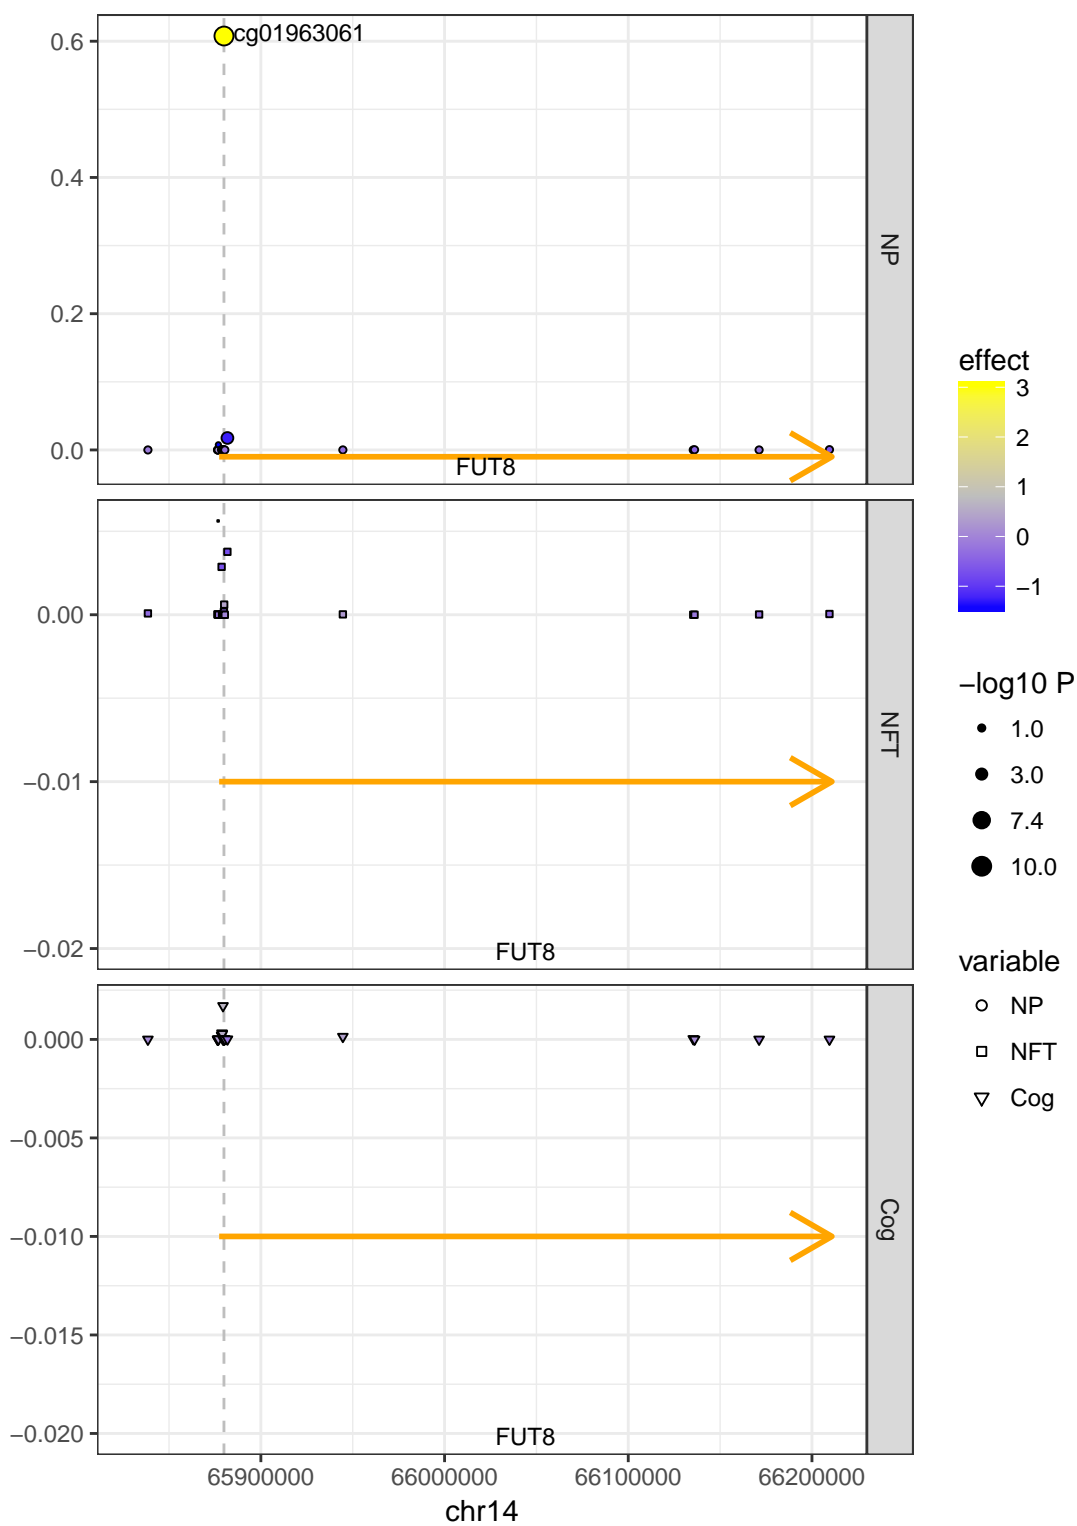 0.6
cg01963061
0.4
0.2
0.0
FUT8
NP
0.00
−0.01
−0.02
FUT8
NFT
0.000
−0.005
−0.010
−0.015
−0.020
FUT8
Cog
65900000 66000000 66100000 66200000
chr14
effect
3
2
1
0
−1
−log10 P
1.0
3.0
7.4
10.0
variable
NP
NFT
Cog